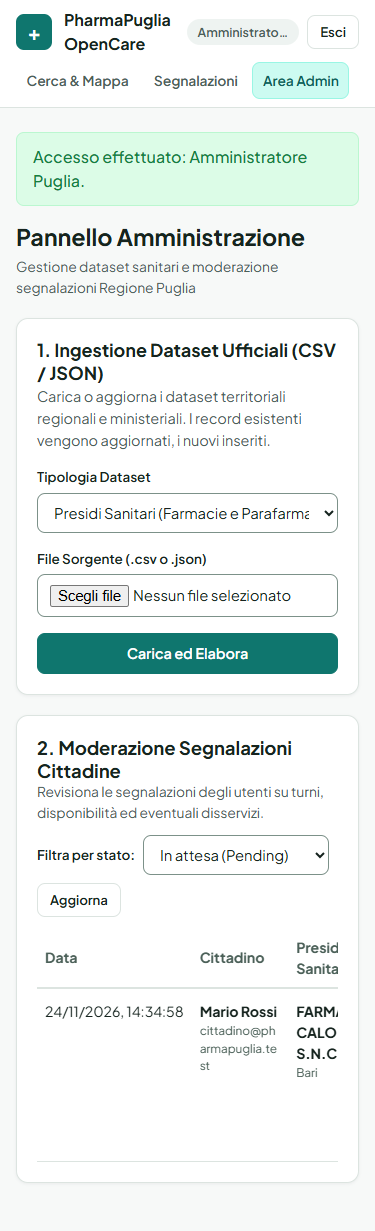 +
PharmaPuglia
OpenCare
Amministrato…
Esci
Cerca & Mappa
Segnalazioni
Area Admin
Accesso effettuato: Amministratore
Puglia.
Pannello Amministrazione
Gestione dataset sanitari e moderazione
segnalazioni Regione Puglia
1. Ingestione Dataset Ufficiali (CSV
/ JSON)
Carica o aggiorna i dataset territoriali
regionali e ministeriali. I record esistenti
vengono aggiornati, i nuovi inseriti.
Tipologia Dataset
Presidi Sanitari (Farmacie e Parafarma
File Sorgente (.csv o .json)
Scegli file Nessun file selezionato
Carica ed Elabora
2. Moderazione Segnalazioni
Cittadine
Revisiona le segnalazioni degli utenti su turni,
disponibilità ed eventuali disservizi.
Filtra per stato: In attesa (Pending)
Aggiorna
Data
Cittadino
Presid
Sanita
24/11/2026, 14:34:58
Mario Rossi
cittadino@ph
armapuglia.te
st
FARMA
CALO
S.N.C
Bari